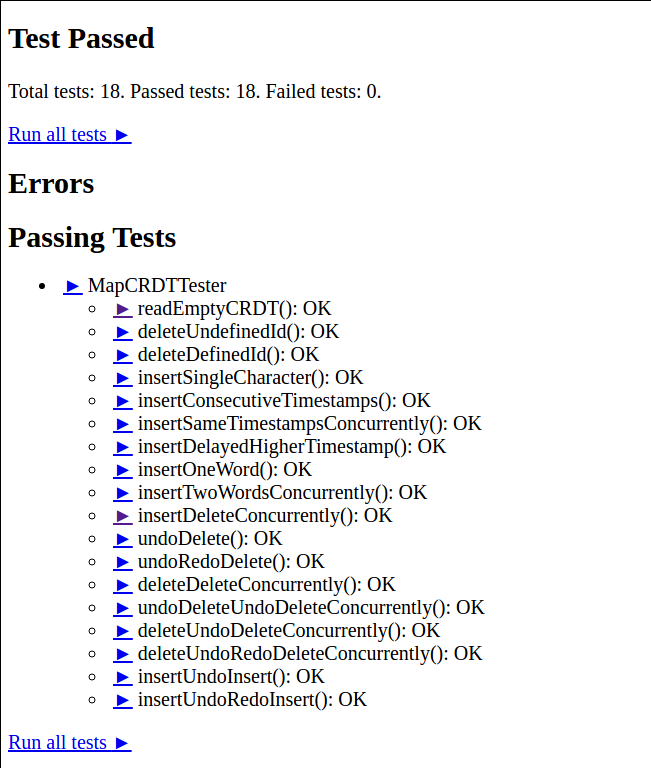 Test Passed
Total tests: 18. Passed tests: 18. Failed tests: 0.
Run all tests ►
Errors
Passing Tests
• ► MapCRDTTester
◦ ► readEmptyCRDT(): OK
◦ ► deleteUndefinedId(): OK
◦ ► deleteDefinedId(): OK
◦ ► insertSingleCharacter(): OK
◦ ► insertConsecutiveTimestamps(): OK
◦ ► insertSameTimestampsConcurrently(): OK
◦ ► insertDelayedHigherTimestamp(): OK
◦ ► insertOneWord(): OK
◦ ► insertTwoWordsConcurrently(): OK
◦ ► insertDeleteConcurrently(): OK
◦ ► undoDelete(): OK
◦ ► undoRedoDelete(): OK
◦ ► deleteDeleteConcurrently(): OK
◦ ► undoDeleteUndoDeleteConcurrently(): OK
◦ ► deleteUndoDeleteConcurrently(): OK
◦ ► deleteUndoRedoDeleteConcurrently(): OK
◦ ► insertUndoInsert(): OK
◦ ► insertUndoRedoInsert(): OK
Run all tests ►